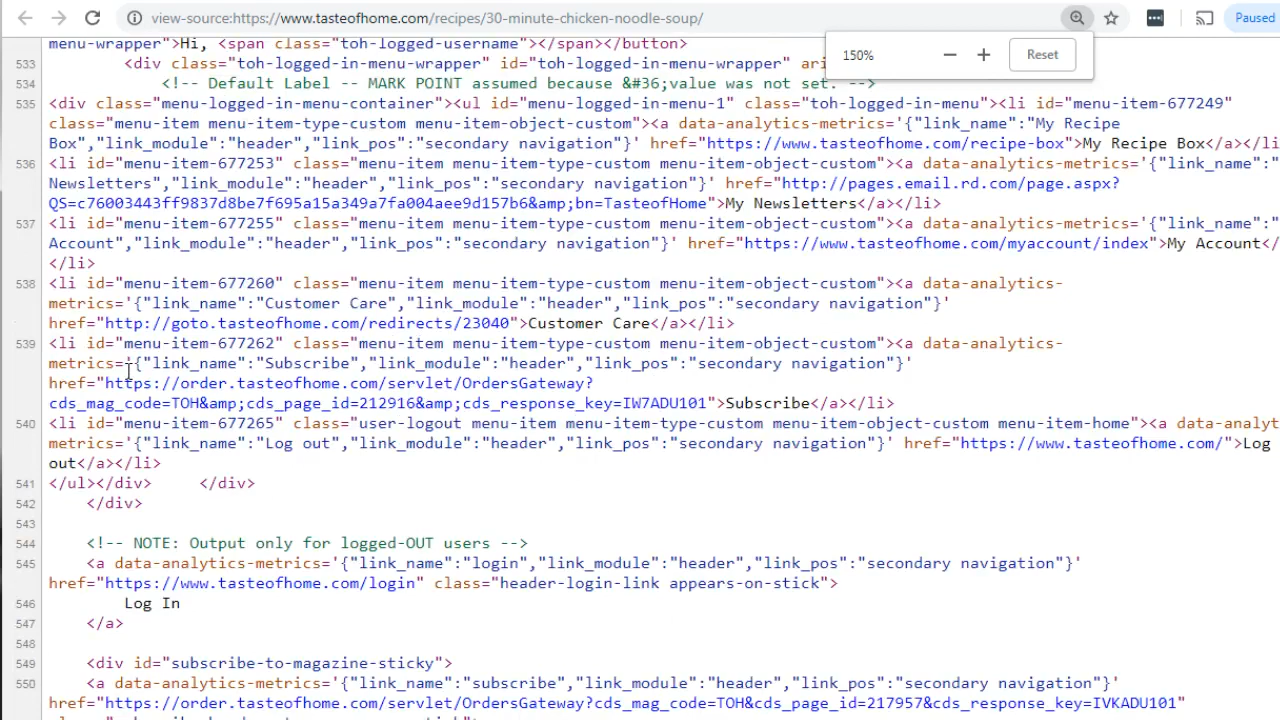 view-source:https://www.tasteofhome.com/recipes/30-minute-chicken-noodle-soup/
Paused
150%
Reset
menu-wrapper">Hi, <span class="toh-logged-username"></span></button>
533 <div class="toh-logged-in-menu-wrapper" id="toh-logged-in-menu-wrapper" ari
534 <!-- Default Label -- MARK POINT assumed because &#36;value was not set. -->
535 <div class="menu-logged-in-menu-container"><ul id="menu-logged-in-menu-1" class="toh-logged-in-menu"><li id="menu-item-677249"
class="menu-item menu-item-type-custom menu-item-object-custom"><a data-analytics-metrics='{"link_name":"My Recipe
Box","link_module":"header","link_pos":"secondary navigation"}' href="https://www.tasteofhome.com/recipe-box">My Recipe Box</a></li
536 <li id="menu-item-677253" class="menu-item menu-item-type-custom menu-item-object-custom"><a data-analytics-metrics='{"link_name":"
Newsletters","link_module":"header","link_pos":"secondary navigation"}' href="http://pages.email.rd.com/page.aspx?
QS=c76003443ff9837d8be7f695a15a349a7fa004aee9d157b6&amp;bn=TasteofHome">My Newsletters</a></li>
537 <li id="menu-item-677255" class="menu-item menu-item-type-custom menu-item-object-custom"><a data-analytics-metrics='{"link_name":"
Account","link_module":"header","link_pos":"secondary navigation"}' href="https://www.tasteofhome.com/myaccount/index">My Account</
</li>
538 <li id="menu-item-677260" class="menu-item menu-item-type-custom menu-item-object-custom"><a data-analytics-
metrics='{"link_name":"Customer Care","link_module":"header","link_pos":"secondary navigation"}'
href="http://goto.tasteofhome.com/redirects/23040">Customer Care</a></li>
539 <li id="menu-item-677262" class="menu-item menu-item-type-custom menu-item-object-custom"><a data-analytics-
metrics='{"link_name":"Subscribe","link_module":"header","link_pos":"secondary navigation"}'
href="https://order.tasteofhome.com/servlet/OrdersGateway?
cds_mag_code=TOH&amp;cds_page_id=212916&amp;cds_response_key=IW7ADU101">Subscribe</a></li>
540 <li id="menu-item-677265" class="user-logout menu-item menu-item-type-custom menu-item-object-custom menu-item-home"><a data-analyt
metrics='{"link_name":"Log out","link_module":"header","link_pos":"secondary navigation"}' href="https://www.tasteofhome.com/">Log
out</a></li>
541 </ul></div> </div>
542 </div>
543
544 <!-- NOTE: Output only for logged-OUT users -->
545 <a data-analytics-metrics='{"link_name":"login","link_module":"header","link_pos":"secondary navigation"}'
href="https://www.tasteofhome.com/login" class="header-login-link appears-on-stick">
546 Log In
547 </a>
548
549 <div id="subscribe-to-magazine-sticky">
550 <a data-analytics-metrics='{"link_name":"subscribe","link_module":"header","link_pos":"secondary navigation"}'
href="https://order.tasteofhome.com/servlet/OrdersGateway?cds_mag_code=TOH&cds_page_id=217957&cds_response_key=IVKADU101"